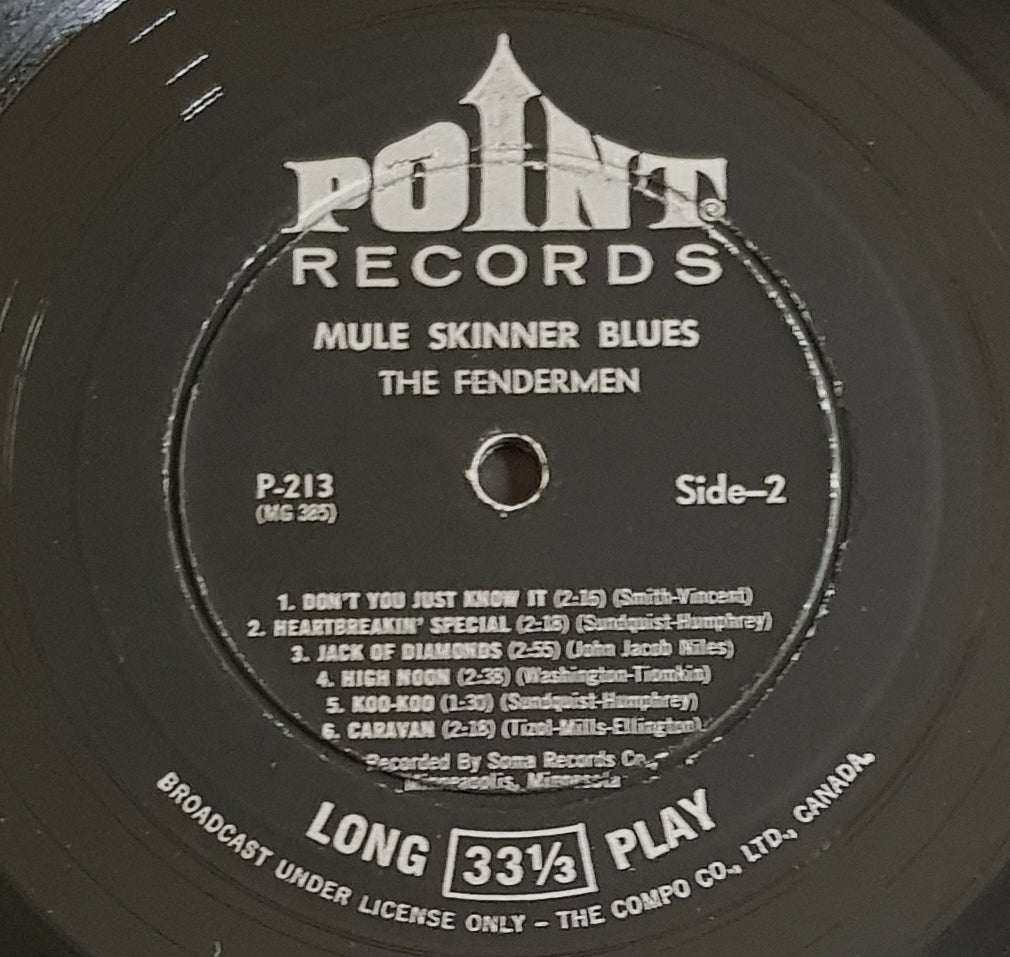 POINT
RECORDS
MULE SKINNER BLUES
THE FENDERMEN
P-213
(MG 385)
Side-2
1. DON'T YOU JUST KNOW IT (2-16) (Smith-Vincent)
2. HEARTBREAKIN' SPECIAL (2-18) (Sundquist-Humphrey)
3. JACK OF DIAMONDS (2-55) (John Jacob Niles)
4. HIGH NOON (2-38) (Washington-Tiomkin)
5. KOO-KOO (1-30) (Sundquist-Humphrey)
6. CARAVAN (2-18) (Tizol-Mills-Ellington)
Recorded By Soma Records Co.,
Minneapolis, Minnesota
LONG 33⅓ PLAY
BROADCAST UNDER LICENSE ONLY – THE COMPO CO., LTD., CANADA.